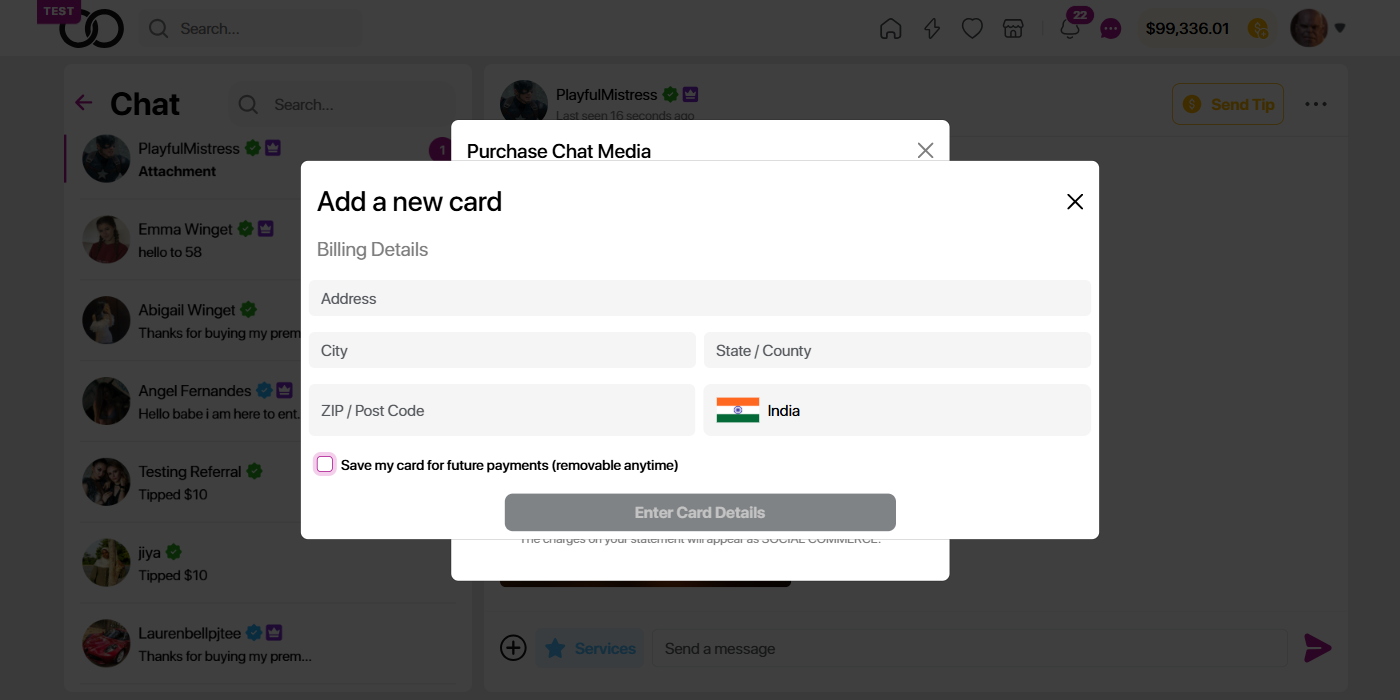 TEST
Search...
22
$99,336.01
Chat
Search...
PlayfulMistress
Last seen 16 seconds ago
Send Tip
PlayfulMistress
1
Attachment
Emma Winget
hello to 58
Abigail Winget
Thanks for buying my prem
Angel Fernandes
Hello babe i am here to ent.
Testing Referral
Tipped $10
jiya
Tipped $10
Laurenbellpjtee
Thanks for buying my prem...
Purchase Chat Media
Add a new card
Billing Details
Address
City
State / County
ZIP / Post Code
India
Save my card for future payments (removable anytime)
Enter Card Details
The charges on your statement will appear as SOCIAL COMMERCE.
Services
Send a message